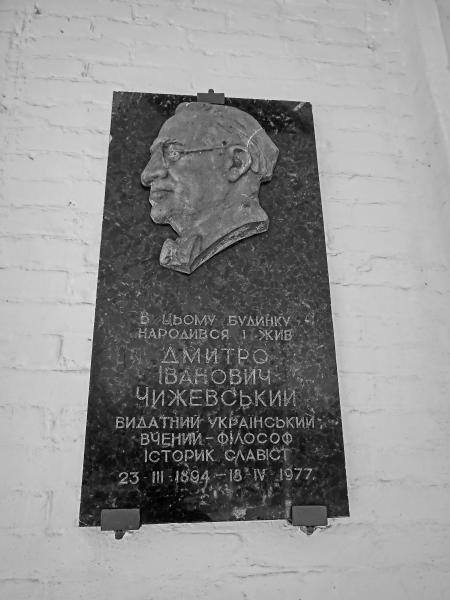 В ЦЬОМУ БУДИНКУ
НАРОДИВСЯ І ЖИВ
ДМИТРО
ІВАНОВИЧ
ЧИЖЕВСЬКИЙ
ВИДАТНИЙ УКРАЇНСЬКИЙ
ВЧЕНИЙ-ФІЛОСОФ
ІСТОРИК СЛАВІСТ
23 III 1894 – 18 IV 1977